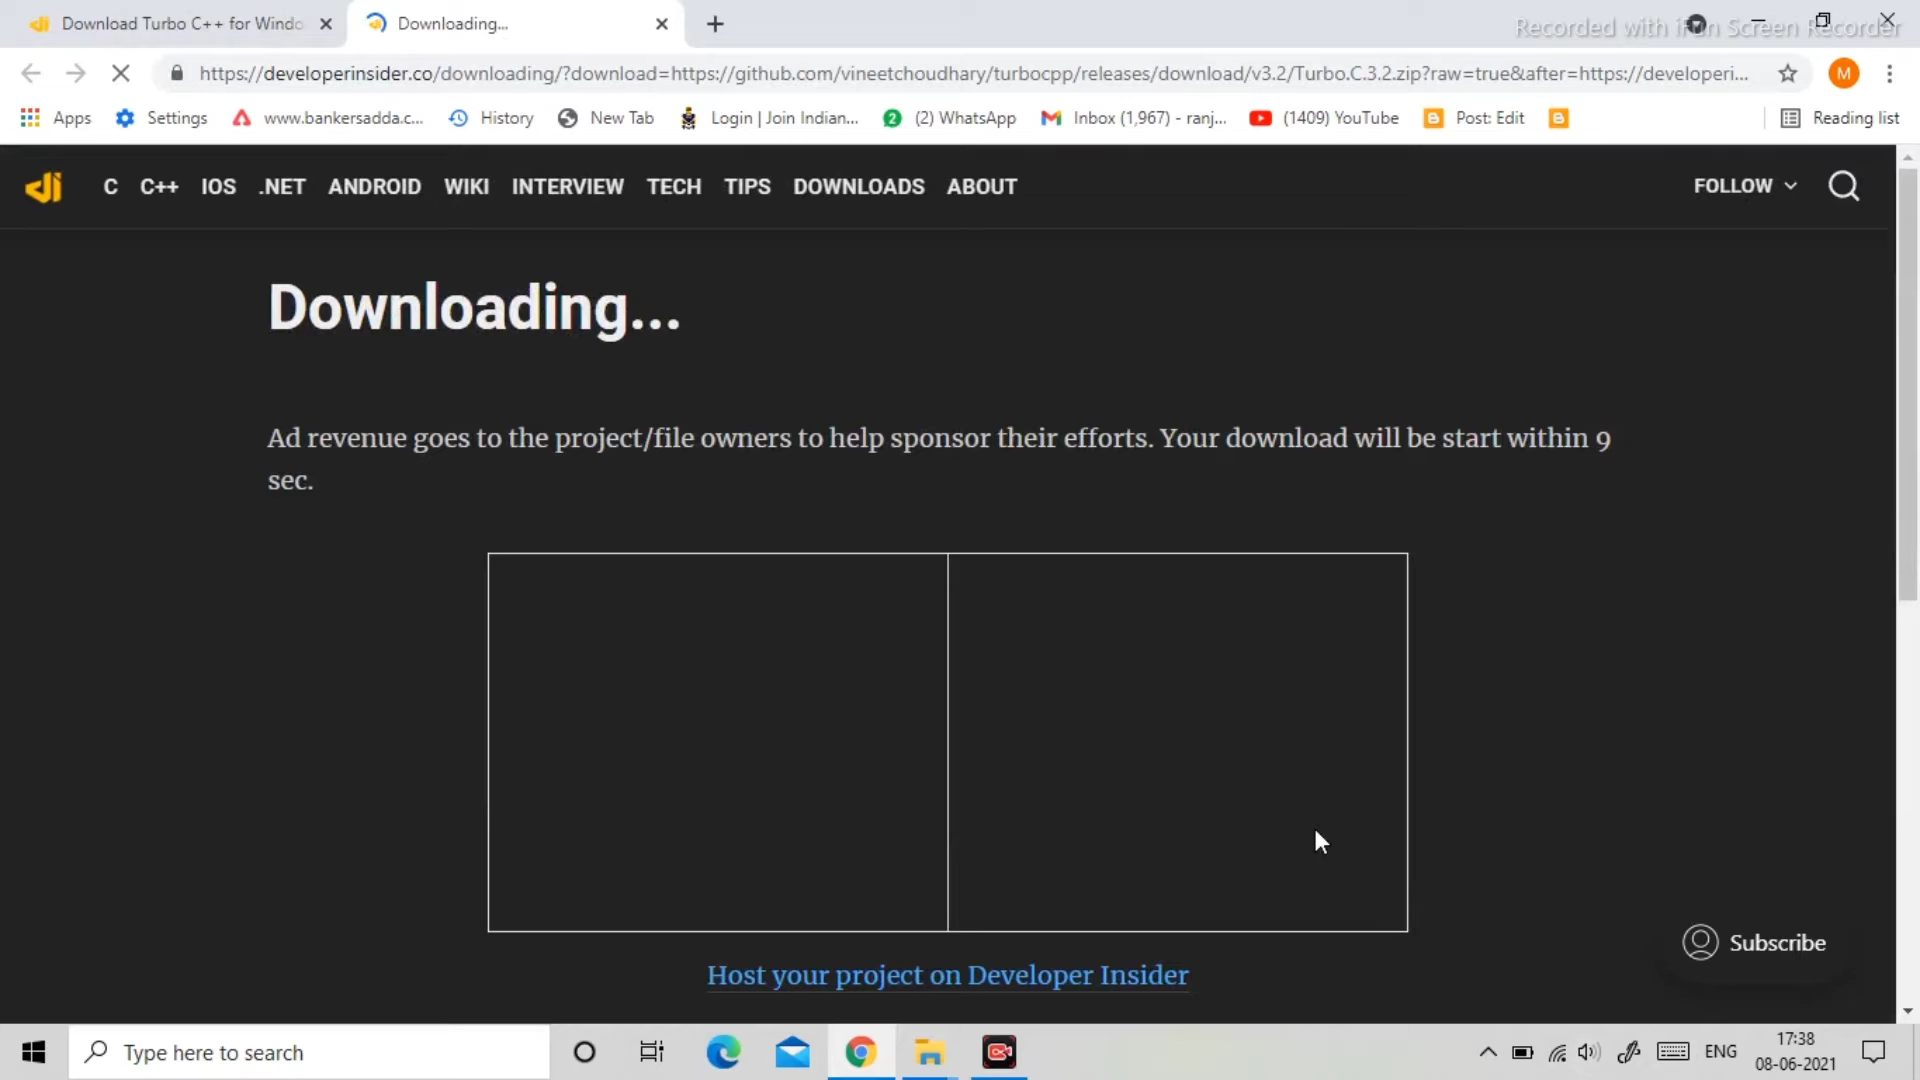 Download Turbo C++ for Windo
Downloading...
Recorded with iFun Screen Recorder
https://developerinsider.co/downloading/?download=https://github.com/vineetchoudhary/turbocpp/releases/download/v3.2/Turbo.C.3.2.zip?raw=true&after=https://developeri...
M
Apps
Settings
www.bankersadda.c...
History
New Tab
Login | Join Indian...
2
(2) WhatsApp
Inbox (1,967) - ranj...
(1409) YouTube
Post: Edit
Reading list
C C++ IOS .NET ANDROID WIKI INTERVIEW TECH TIPS DOWNLOADS ABOUT
FOLLOW
Downloading...
Ad revenue goes to the project/file owners to help sponsor their efforts. Your download will be start within 9
sec.
Host your project on Developer Insider
Subscribe
Type here to search
ENG
17:38
08-06-2021